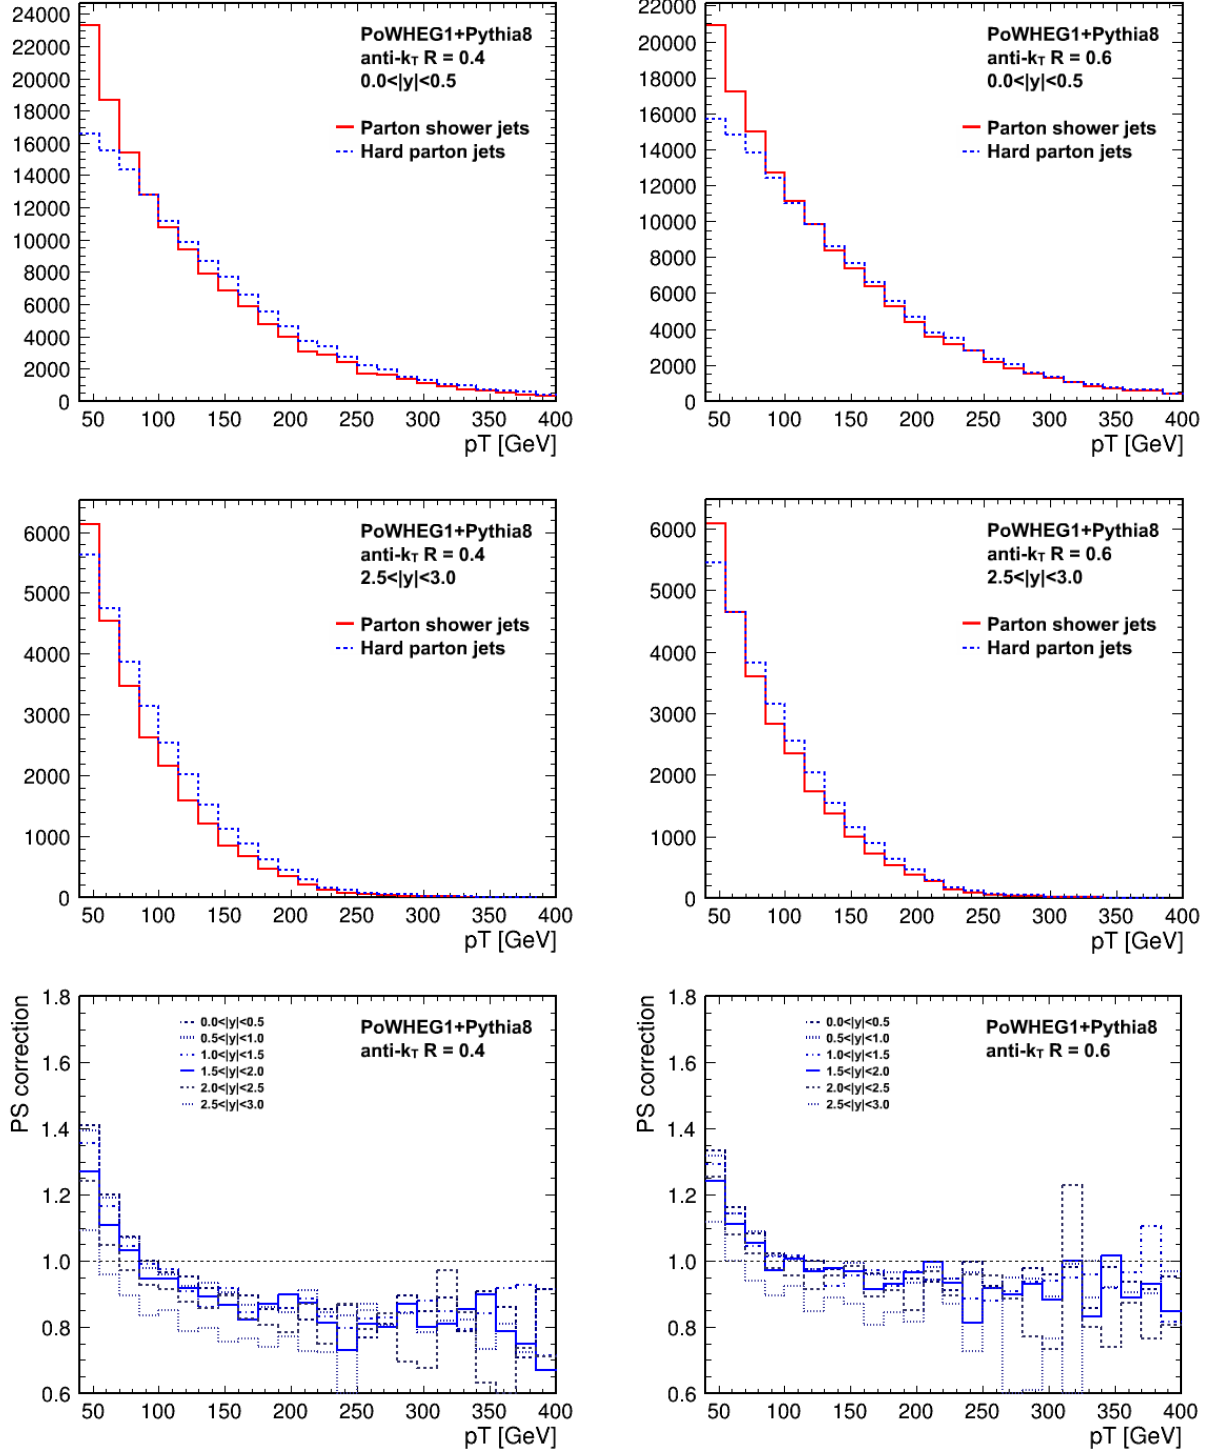 24000
22000
20000
18000
16000
14000
12000
10000
8000
6000
4000
2000
0
PoWHEG1+Pythia8
anti-kT R = 0.4
0.0<|y|<0.5
Parton shower jets
Hard parton jets
50 100 150 200 250 300 350 400
pT [GeV]
22000
20000
18000
16000
14000
12000
10000
8000
6000
4000
2000
0
PoWHEG1+Pythia8
anti-kT R = 0.6
0.0<|y|<0.5
Parton shower jets
Hard parton jets
50 100 150 200 250 300 350 400
pT [GeV]
6000
5000
4000
3000
2000
1000
0
PoWHEG1+Pythia8
anti-kT R = 0.4
2.5<|y|<3.0
Parton shower jets
Hard parton jets
50 100 150 200 250 300 350 400
pT [GeV]
6000
5000
4000
3000
2000
1000
0
PoWHEG1+Pythia8
anti-kT R = 0.6
2.5<|y|<3.0
Parton shower jets
Hard parton jets
50 100 150 200 250 300 350 400
pT [GeV]
PS correction
1.8
1.6
1.4
1.2
1.0
0.8
0.6
0.0<|y|<0.5
0.5<|y|<1.0
1.0<|y|<1.5
1.5<|y|<2.0
2.0<|y|<2.5
2.5<|y|<3.0
PoWHEG1+Pythia8
anti-kT R = 0.4
50 100 150 200 250 300 350 400
pT [GeV]
PS correction
1.8
1.6
1.4
1.2
1.0
0.8
0.6
0.0<|y|<0.5
0.5<|y|<1.0
1.0<|y|<1.5
1.5<|y|<2.0
2.0<|y|<2.5
2.5<|y|<3.0
PoWHEG1+Pythia8
anti-kT R = 0.6
50 100 150 200 250 300 350 400
pT [GeV]